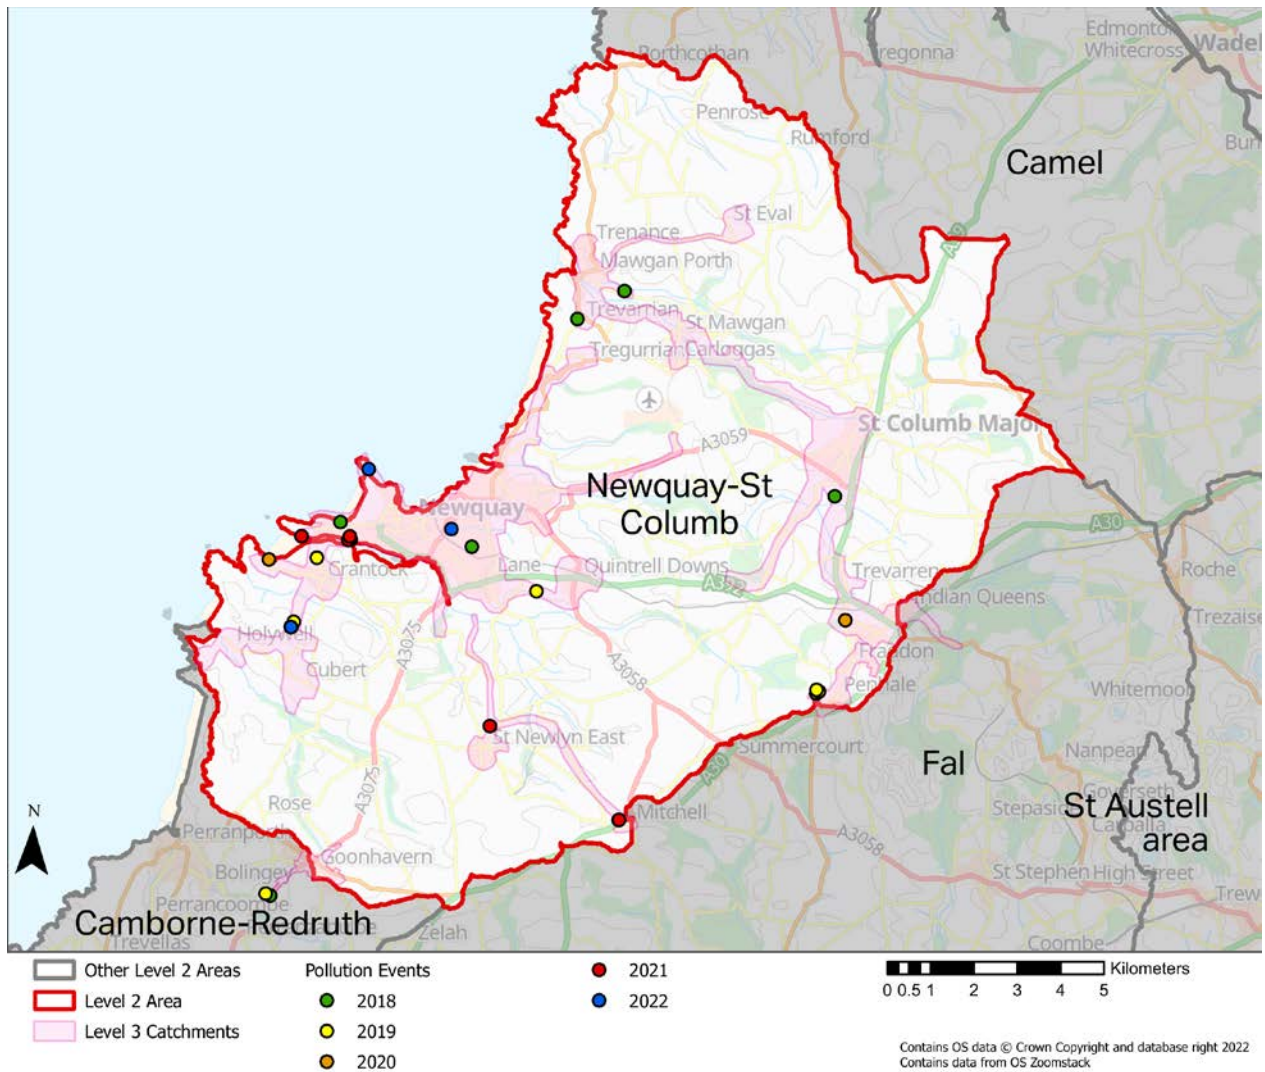 Porthcothan
Tregonna
Edmonton
Whitecross
Penrose
Rumford
Camel
A39
St Eval
Trenance
Mawgan Porth
Trevarrian
St Mawgan
Tregurrian
Carloggas
St Columb Major
A3059
Newquay-St
Columb
Newquay
A30
Lane
Quintrell Downs
A392
Trevarren
Roche
Crantock
Indian Queens
Holywell
Cubert
A3075
A3058
Fraddon
Penhale
Whitemoor
St Newlyn East
Summercourt
Nanpean
Fal
A30
A3075
Rose
Mitchell
St Austell
area
Perranporth
Goonhavern
A3058
Bolingey
St Stephen
High Street
Perrancoombe
Camborne-Redruth
Trevellas
Zelah
Coombe
N
Other Level 2 Areas
Level 2 Area
Level 3 Catchments
Pollution Events
2018
2019
2020
2021
2022
Kilometers
0 0.5 1 2 3 4 5
Contains OS data © Crown Copyright and database right 2022
Contains data from OS Zoomstack